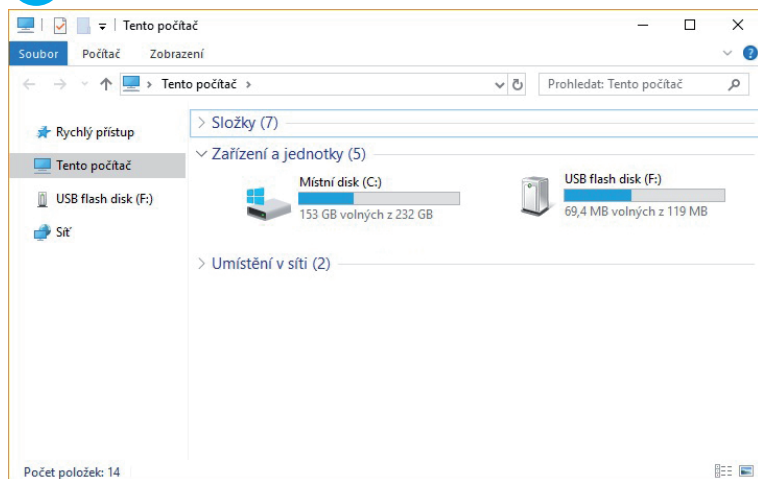 Tento počítač
Soubor Počítač Zobrazení
Tento počítač
Prohledat: Tento počítač
Rychlý přístup
Tento počítač
USB flash disk (F:)
Síť
Složky (7)
Zařízení a jednotky (5)
Místní disk (C:)
153 GB volných z 232 GB
USB flash disk (F:)
69,4 MB volných z 119 MB
Umístění v síti (2)
Počet položek: 14